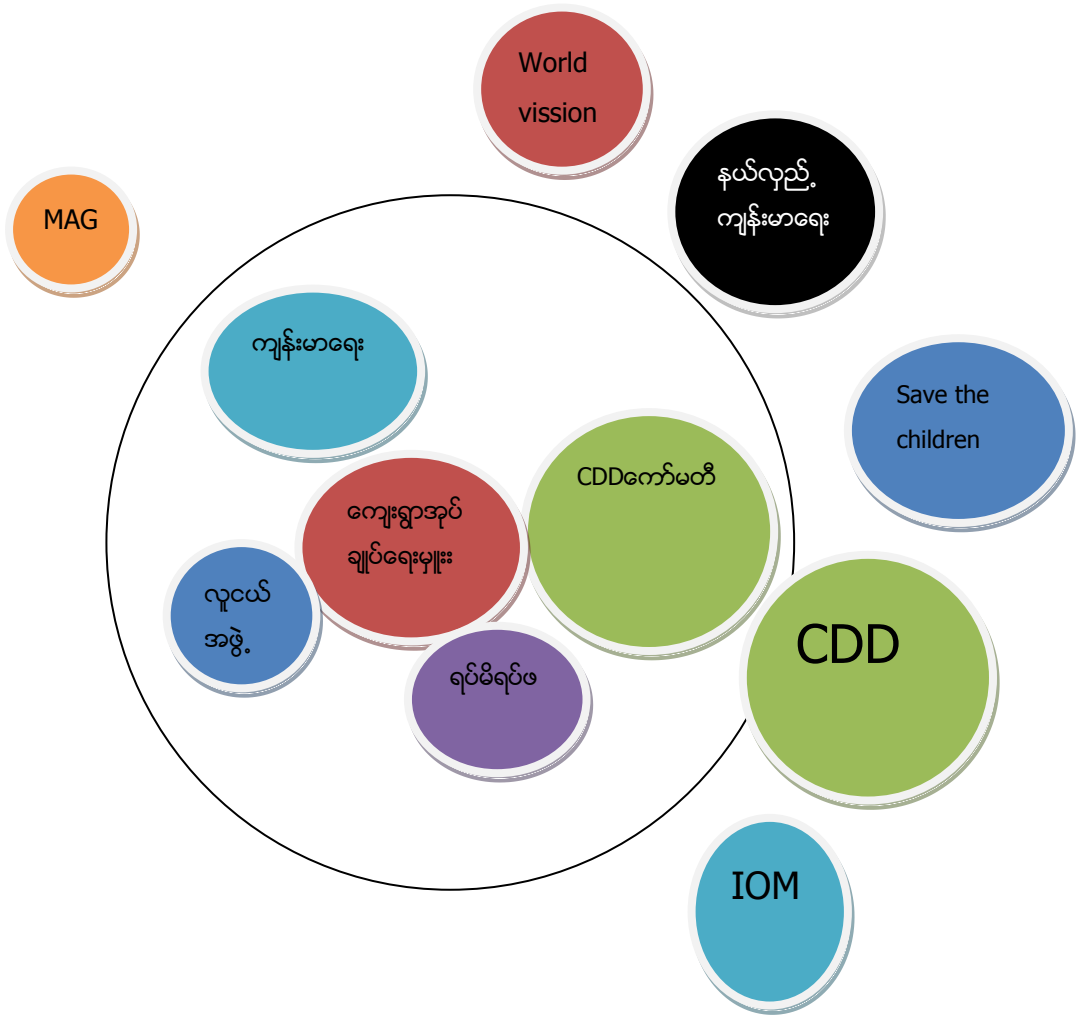 World
vission
နယ်လှည့်
ကျန်းမာရေး
MAG
ကျန်းမာရေး
Save the
children
CDDကော်မတီ
ကျေးရွာအုပ်
ချုပ်ရေးမှူးး
လူငယ်
အဖွဲ့
ရပ်မိရပ်ဖ
CDD
IOM